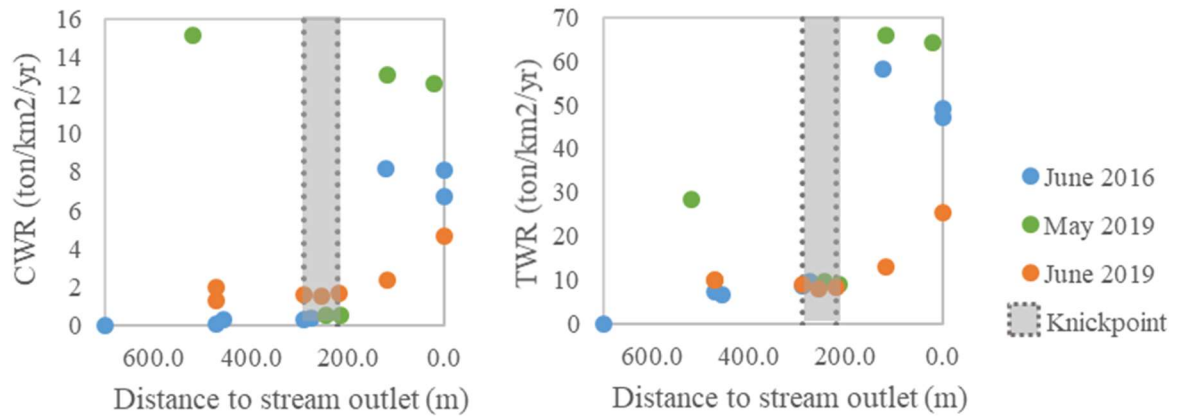 CWR (ton/km2/yr)
16
14
12
10
8
6
4
2
0
600.0 400.0 200.0 0.0
Distance to stream outlet (m)
TWR (ton/km2/yr)
70
60
50
40
30
20
10
0
600.0 400.0 200.0 0.0
Distance to stream outlet (m)
June 2016
May 2019
June 2019
Knickpoint